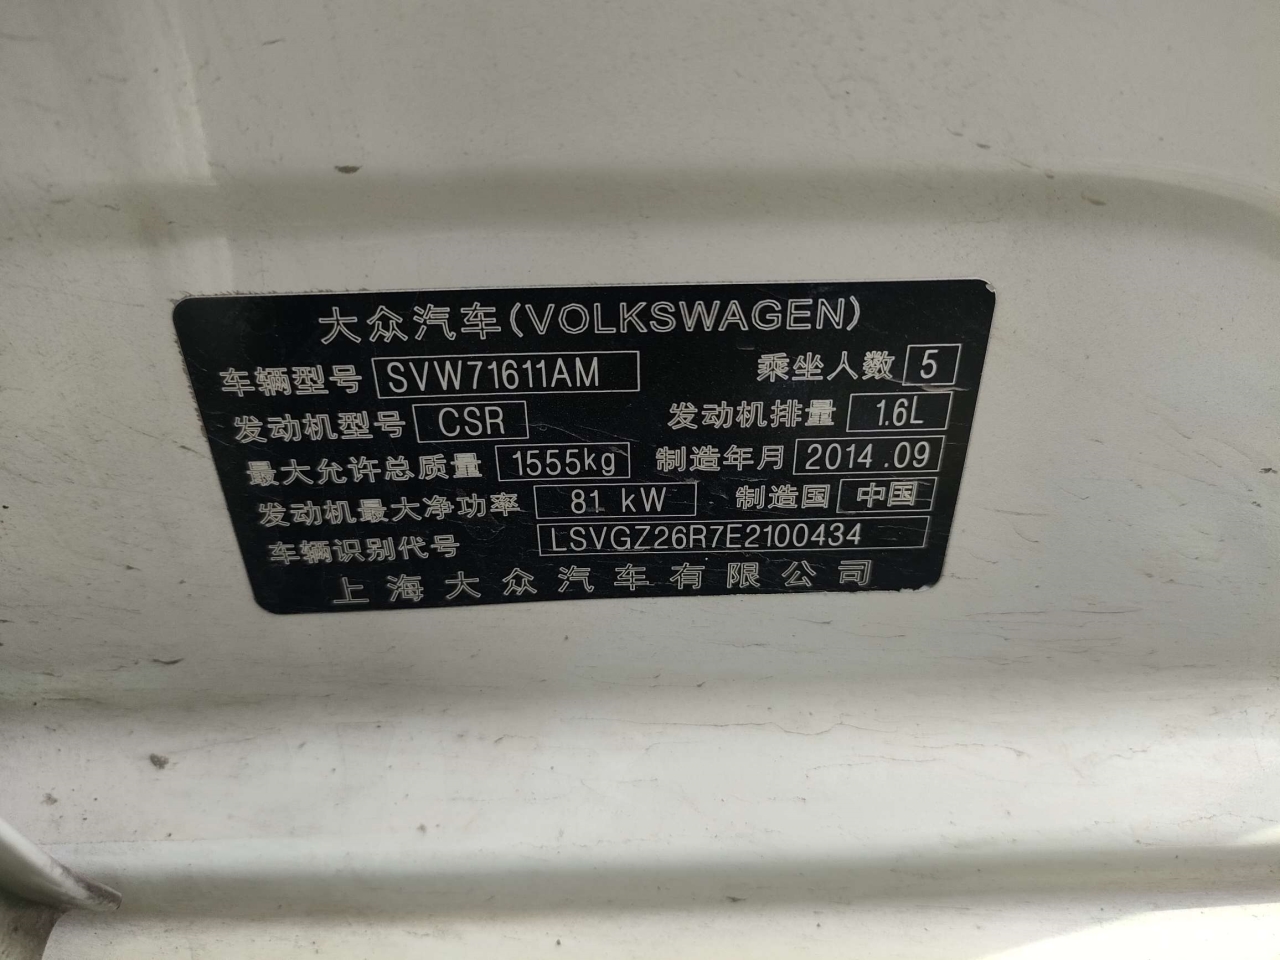 大众汽车(VOLKSWAGEN)
车辆型号 SVW71611AM 乘坐人数 5
发动机型号 CSR 发动机排量 1.6L
最大允许总质量 1555kg 制造年月 2014.09
发动机最大净功率 81 kW 制造国 中国
车辆识别代号 LSVGZ26R7E2100434
上海大众汽车有限公司